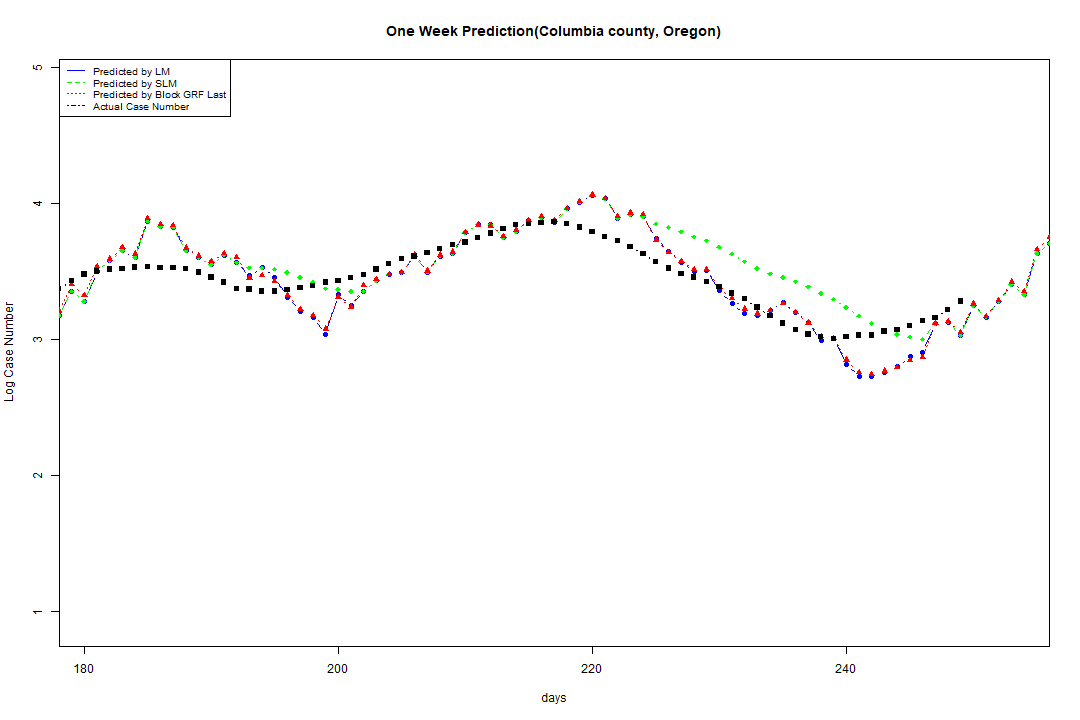 One Week Prediction(Columbia county, Oregon)
Predicted by LM
Predicted by SLM
Predicted by Block GRF Last
Actual Case Number
5
4
3
2
1
Log Case Number
180
200
220
240
days